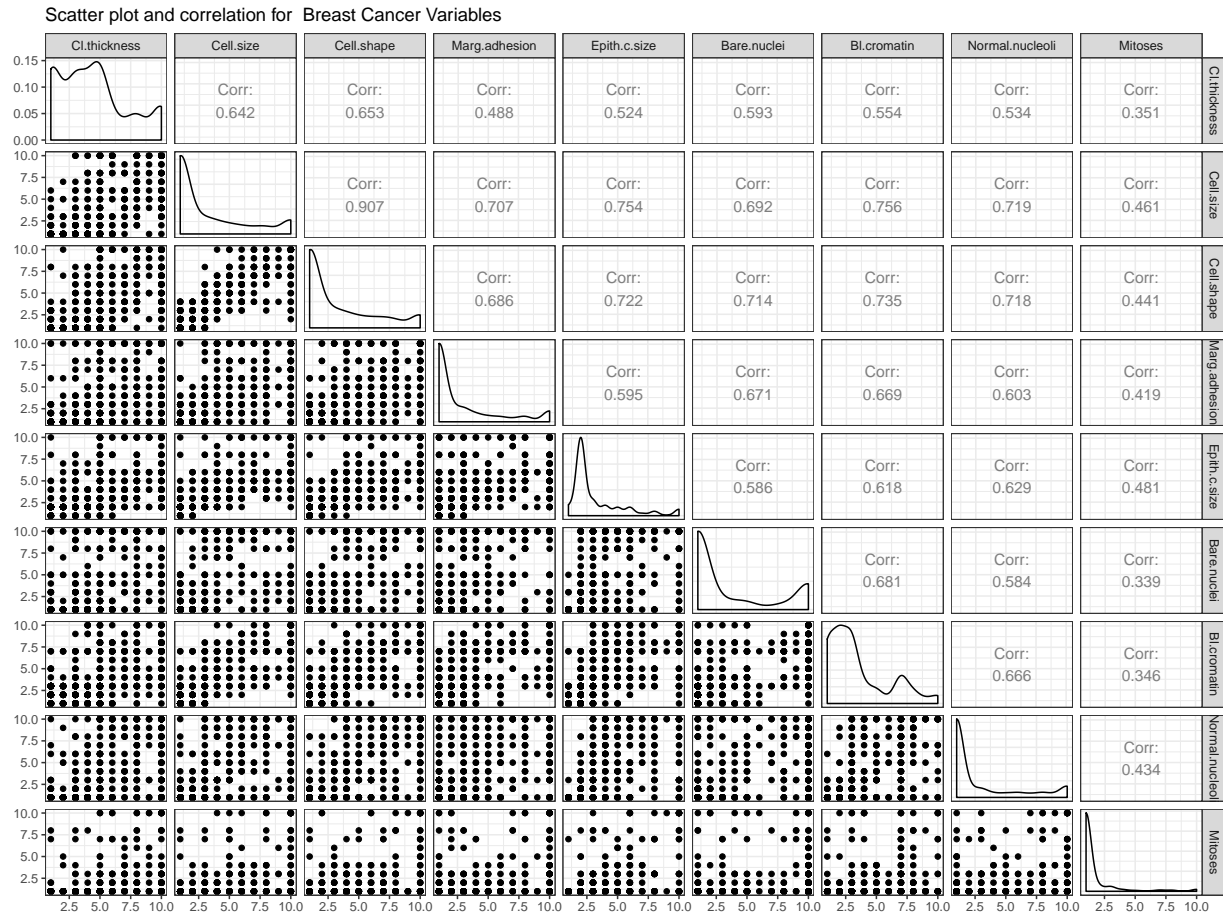 Scatter plot and correlation for  Breast Cancer Variables
Cl.thickness Cell.size Cell.shape Marg.adhesion Epith.c.size Bare.nuclei Bl.cromatin Normal.nucleoli Mitoses
0.15
0.10
0.05
0.00
Corr: Corr: Corr: Corr: Corr: Corr: Corr: Corr:
0.642 0.653 0.488 0.524 0.593 0.554 0.534 0.351
Cl.thickness
10.0
7.5
5.0
2.5
Corr: Corr: Corr: Corr: Corr: Corr: Corr:
0.907 0.707 0.754 0.692 0.756 0.719 0.461
Cell.size
10.0
7.5
5.0
2.5
Corr: Corr: Corr: Corr: Corr: Corr:
0.686 0.722 0.714 0.735 0.718 0.441
Cell.shape
10.0
7.5
5.0
2.5
Corr: Corr: Corr: Corr: Corr:
0.595 0.671 0.669 0.603 0.419
Marg.adhesion
10.0
7.5
5.0
2.5
Corr: Corr: Corr: Corr:
0.586 0.618 0.629 0.481
Epith.c.size
10.0
7.5
5.0
2.5
Corr: Corr: Corr:
0.681 0.584 0.339
Bare.nuclei
10.0
7.5
5.0
2.5
Corr: Corr:
0.666 0.346
Bl.cromatin
10.0
7.5
5.0
2.5
Corr:
0.434
Normal.nucleol
10.0
7.5
5.0
2.5
Mitoses
2.5 5.0 7.5 10.0 2.5 5.0 7.5 10.0 2.5 5.0 7.5 10.0 2.5 5.0 7.5 10.0 2.5 5.0 7.5 10.0 2.5 5.0 7.5 10.0 2.5 5.0 7.5 10.0 2.5 5.0 7.5 10.0 2.5 5.0 7.5 10.0